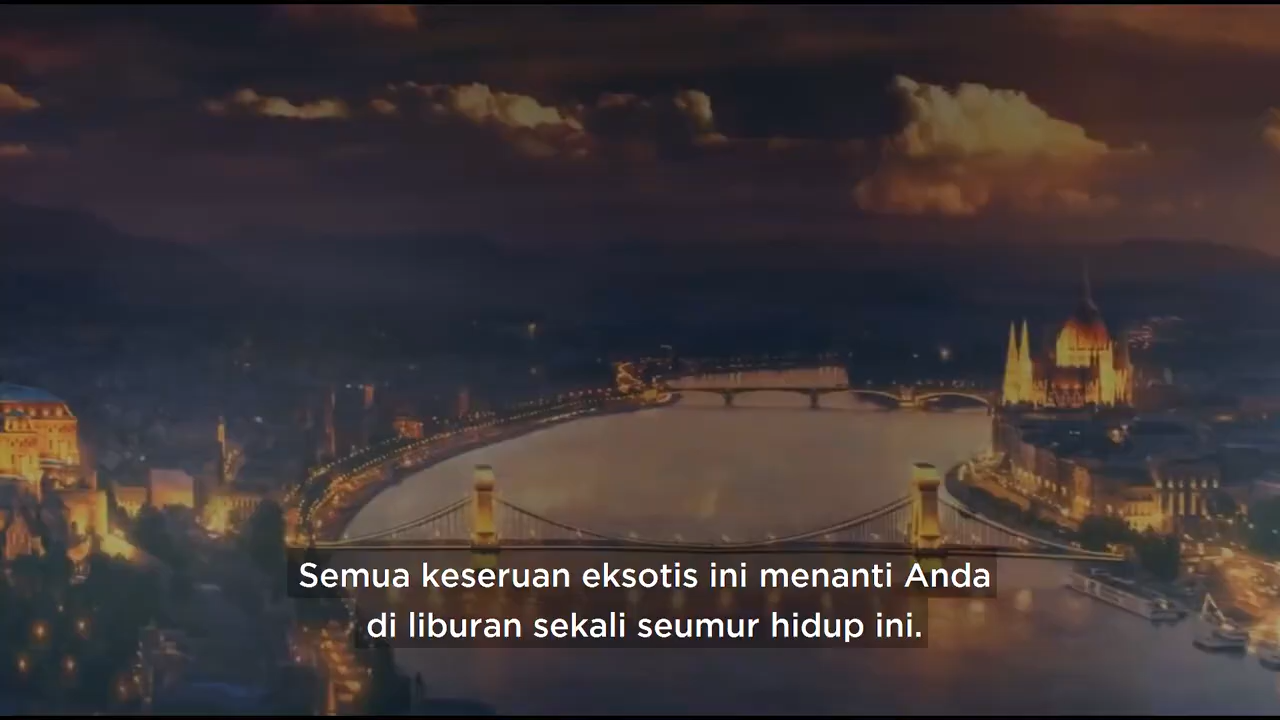 Semua keseruan eksotis ini menanti Anda
di liburan sekali seumur hidup ini.